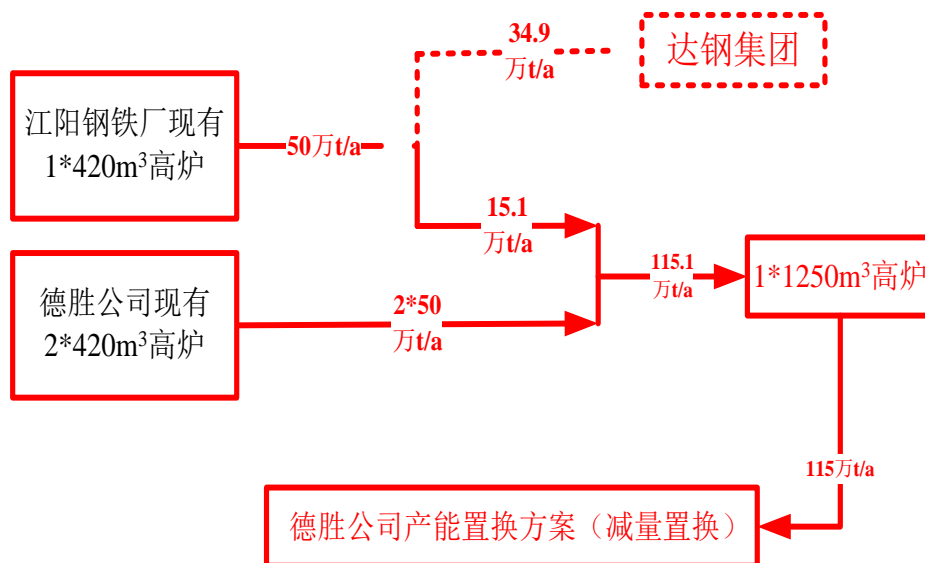 34.9
万t/a
达钢集团
江阳钢铁厂现有
1*420m³高炉
50万t/a
15.1
万t/a
115.1
万t/a
1*1250m³高炉
德胜公司现有
2*420m³高炉
2*50
万t/a
115万t/a
德胜公司产能置换方案（减量置换）